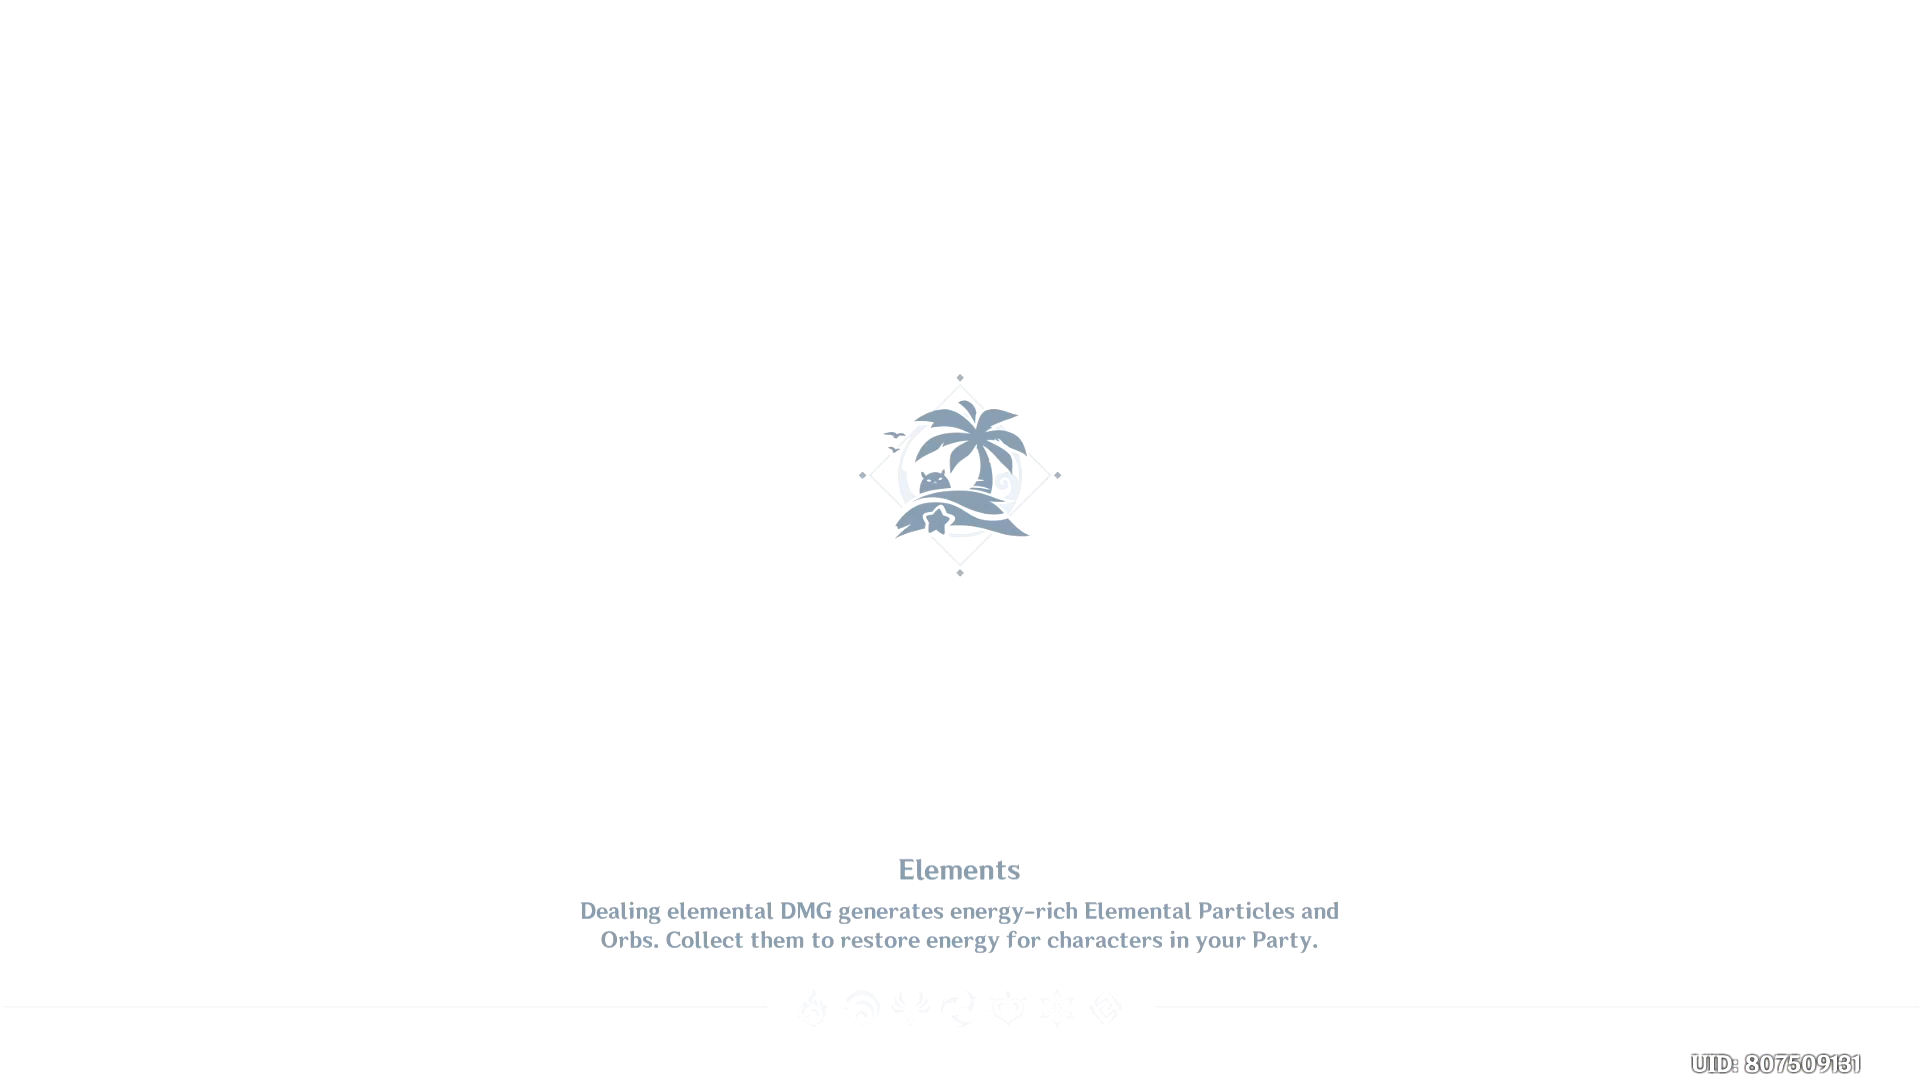 Elements
Dealing elemental DMG generates energy-rich Elemental Particles and
Orbs. Collect them to restore energy for characters in your Party.
UID: 807509131